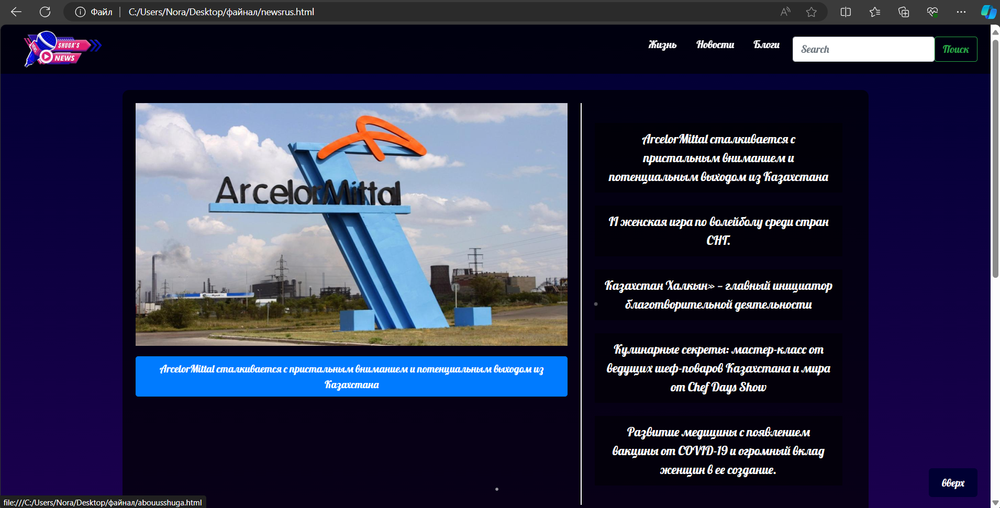 Файл
C:/Users/Nora/Desktop/файнал/newsrus.html
SHUGA'S
NEWS
NEWS
Жизнь
Новости
Блоги
Search
Поиск
ArcelorMittal
ArcelorMittal сталкивается с пристальным вниманием и потенциальным выходом из
Казахстана
ArcelorMittal сталкивается с
пристальным вниманием и
потенциальным выходом из Казахстана
II женская игра по волейболу среди стран
СНГ.
Казахстан Халкын» – главный инициатор
благотворительной деятельности
Кулинарные секреты: мастер-класс от
ведущих шеф-поваров Казахстана и мира
от Chef Days Show
Развитие медицины с появлением
вакцины от COVID-19 и огромный вклад
женщин в ее создание.
вверх
file:///C:/Users/Nora/Desktop/файнал/abouusshuga.html